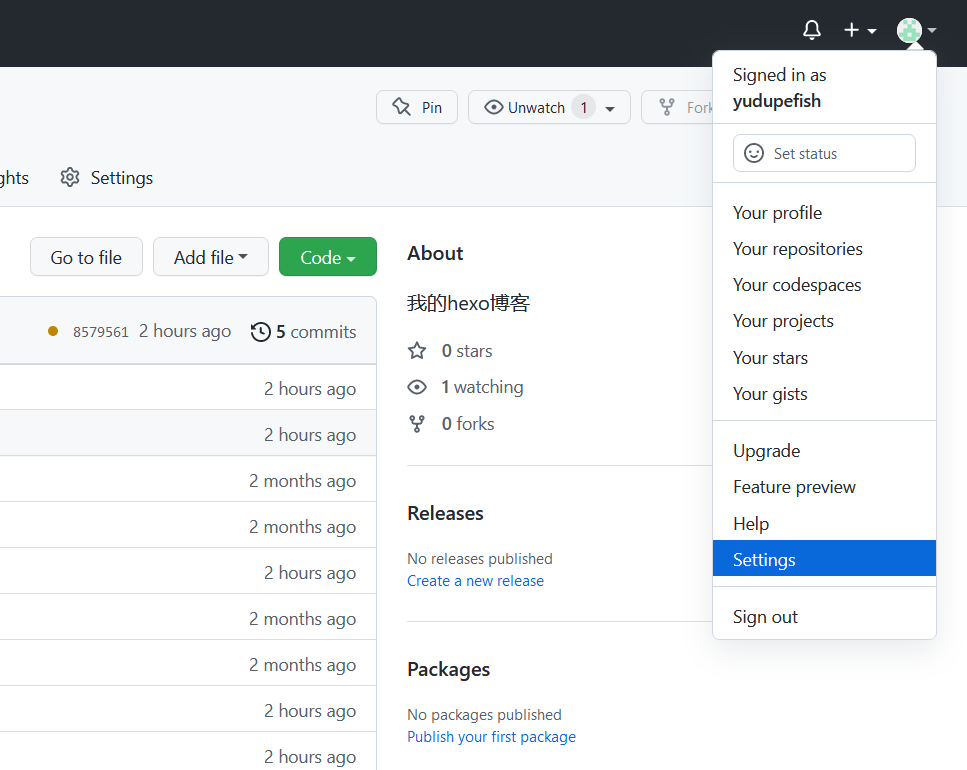 Signed in as
yudupefish
Pin
Unwatch 1
Fork
Set status
ghts
Settings
Your profile
Your repositories
Your codespaces
Your projects
Your stars
Your gists
Upgrade
Feature preview
Help
Settings
Sign out
Go to file
Add file
Code
8579561 2 hours ago 5 commits
2 hours ago
2 hours ago
2 months ago
2 months ago
2 hours ago
2 months ago
2 months ago
2 hours ago
2 hours ago
About
我的hexo博客
0 stars
1 watching
0 forks
Releases
No releases published
Create a new release
Packages
No packages published
Publish your first package